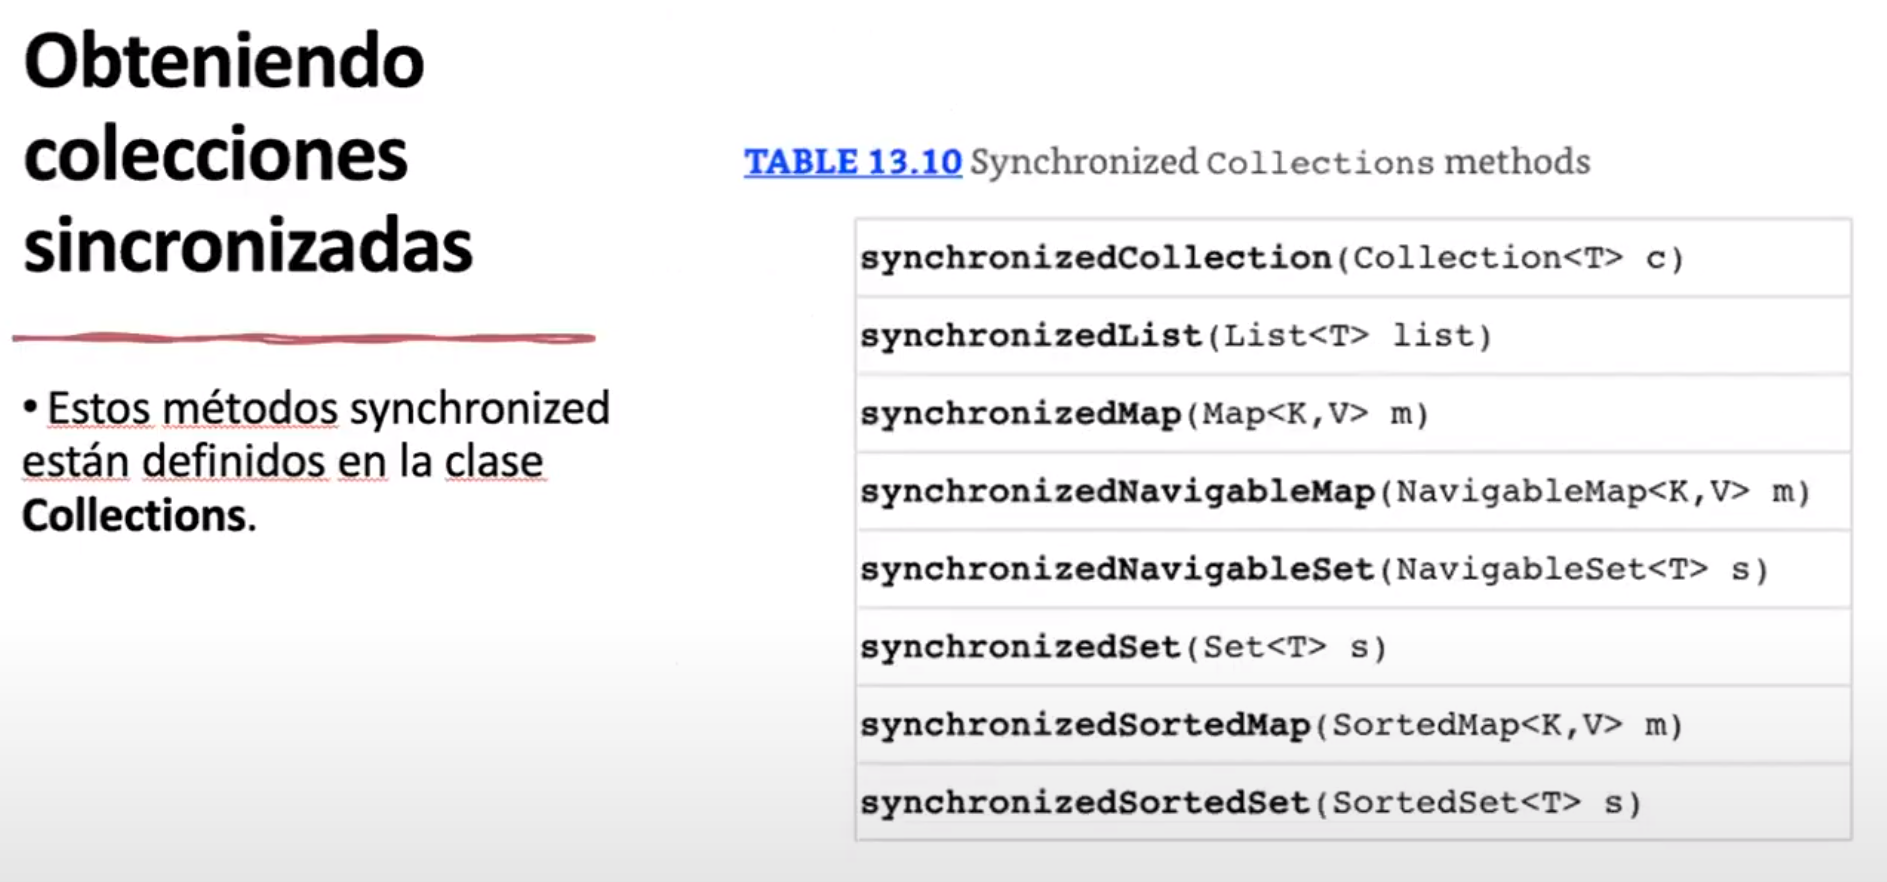 Obteniendo
colecciones
sincronizadas
• Estos métodos synchronized
están definidos en la clase
Collections.
TABLE 13.10 Synchronized Collections methods
synchronizedCollection(Collection<T> c)
synchronizedList(List<T> list)
synchronizedMap(Map<K,V> m)
synchronizedNavigableMap(NavigableMap<K,V> m)
synchronizedNavigableSet(NavigableSet<T> s)
synchronizedSet(Set<T> s)
synchronizedSortedMap(SortedMap<K,V> m)
synchronizedSortedSet(SortedSet<T> s)